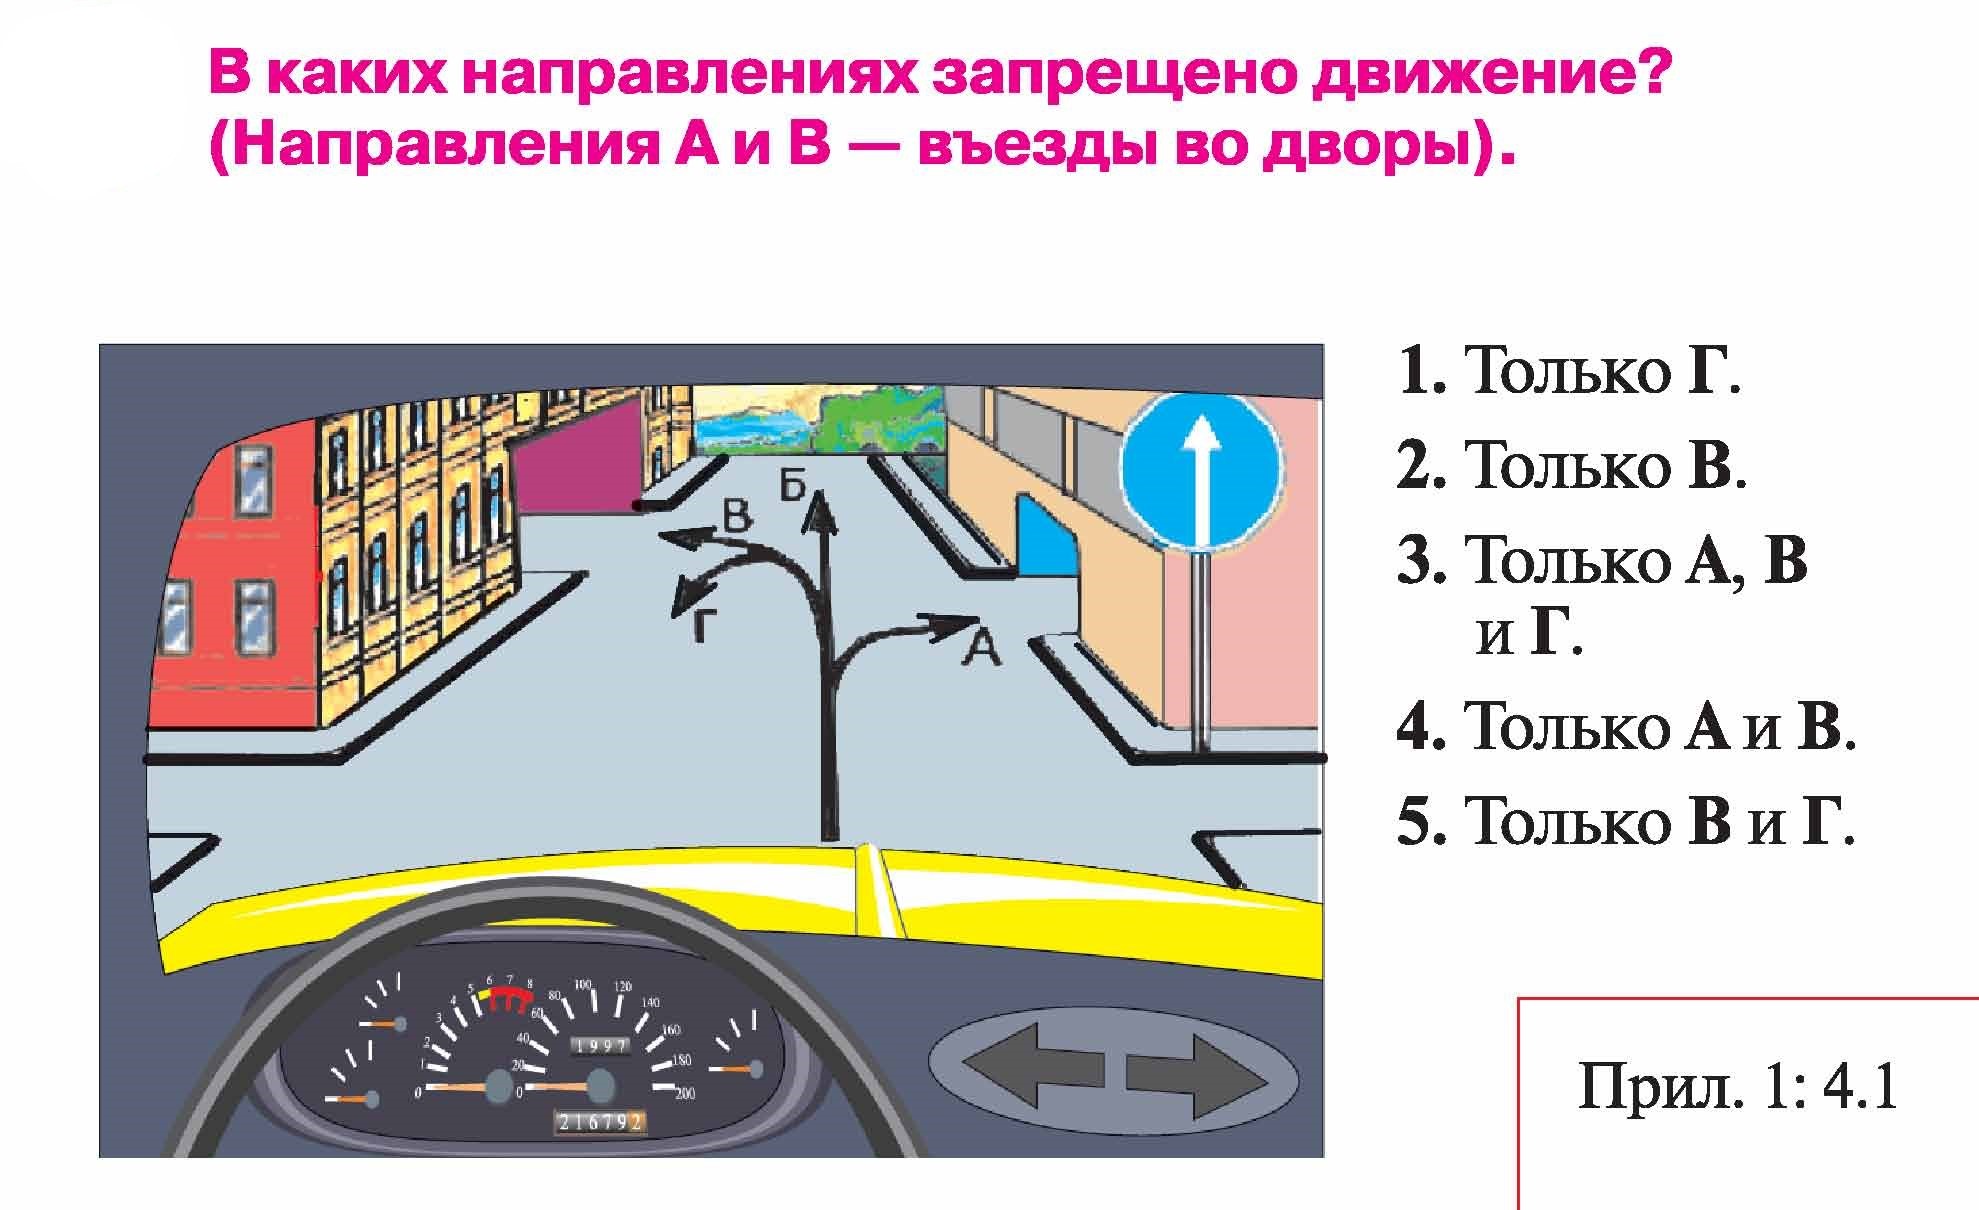 В каких направлениях запрещено движение?
(Направления А и В — въезды во дворы).
1. Только Г.
2. Только В.
3. Только А, В
и Г.
4. Только А и В.
5. Только В и Г.
Б
В
Г
А
0 1 2 3 4 5 6 7 8
0 20 40 60 80 100 120 140 160 180 200
1997
216792
Прил. 1: 4.1